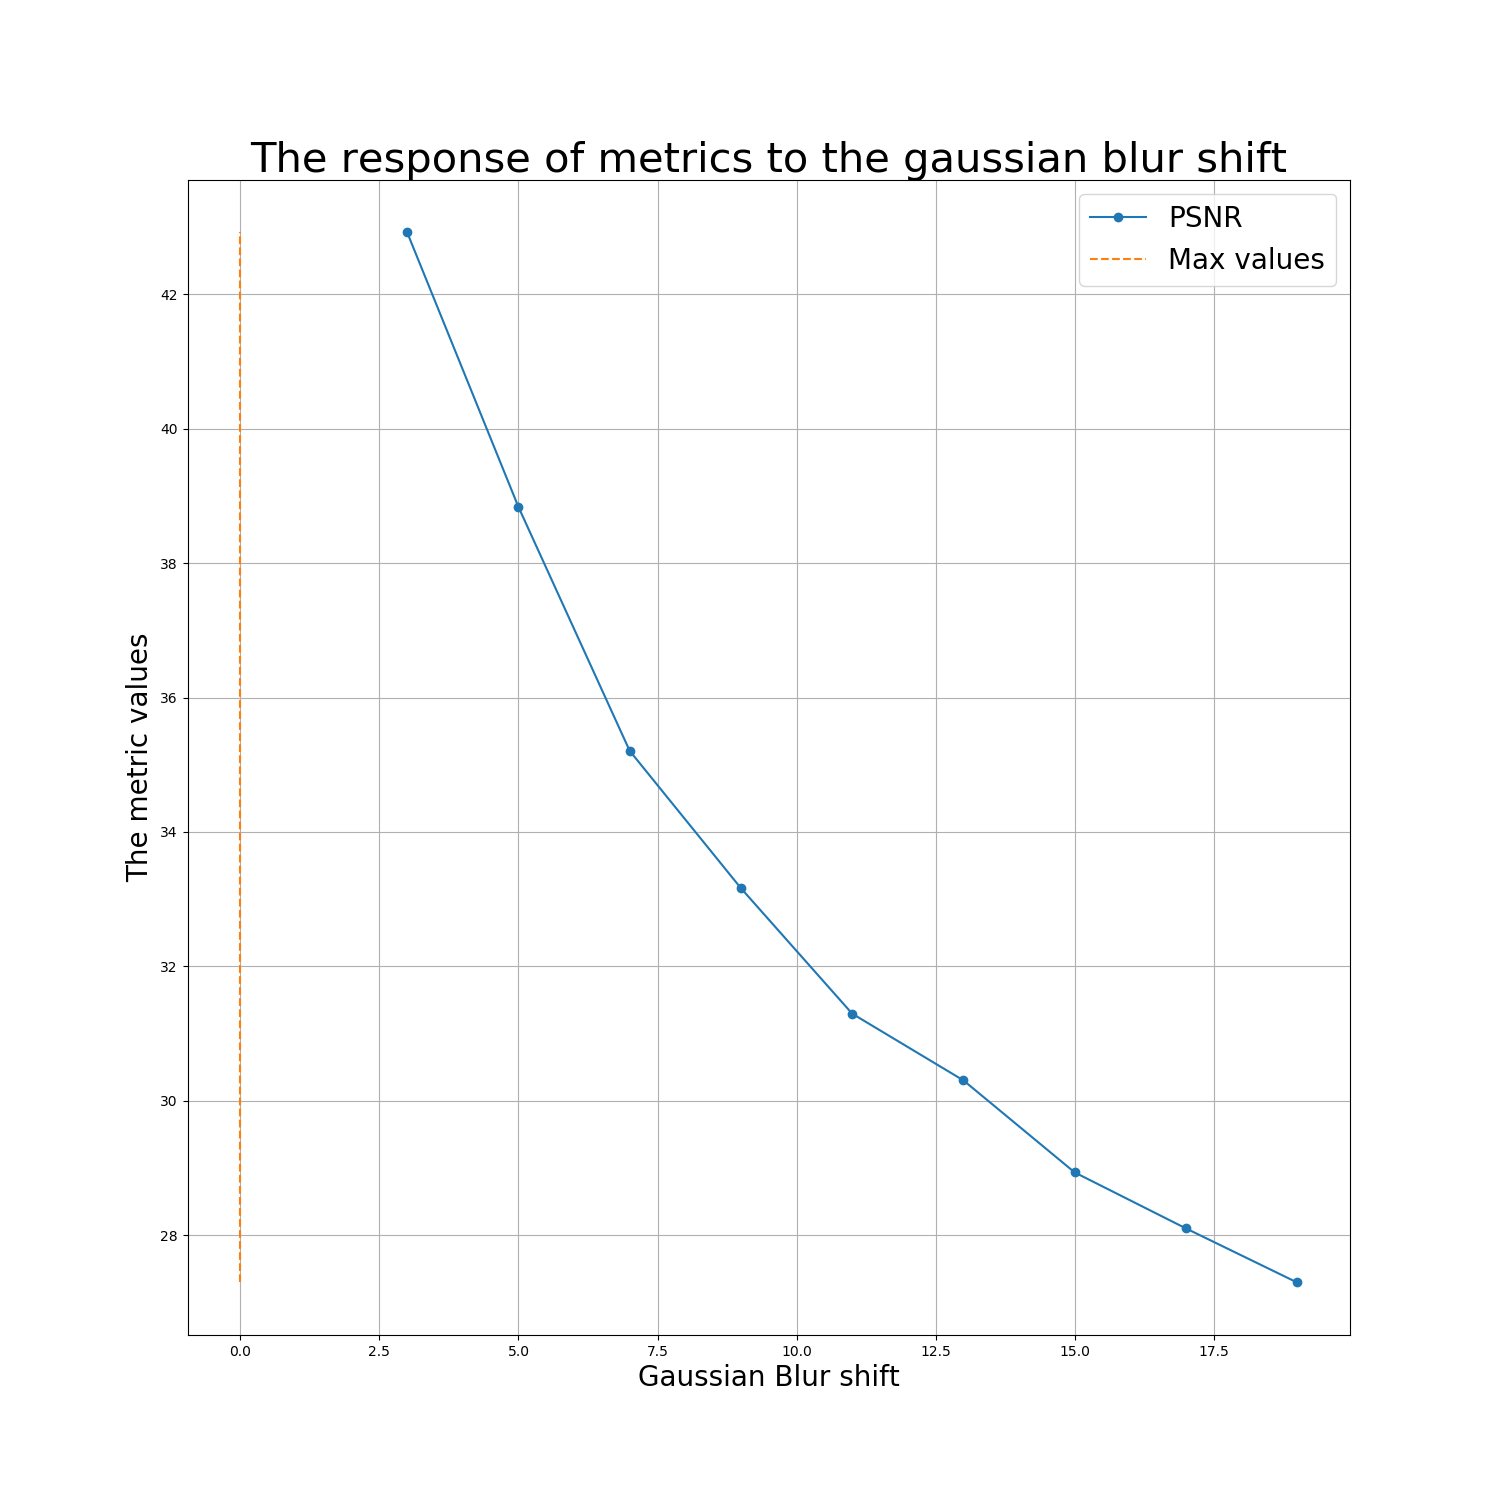 The response of metrics to the gaussian blur shift
PSNR
Max values
42
40
38
36
34
32
30
28
The metric values
0.0 2.5 5.0 7.5 10.0 12.5 15.0 17.5
Gaussian Blur shift